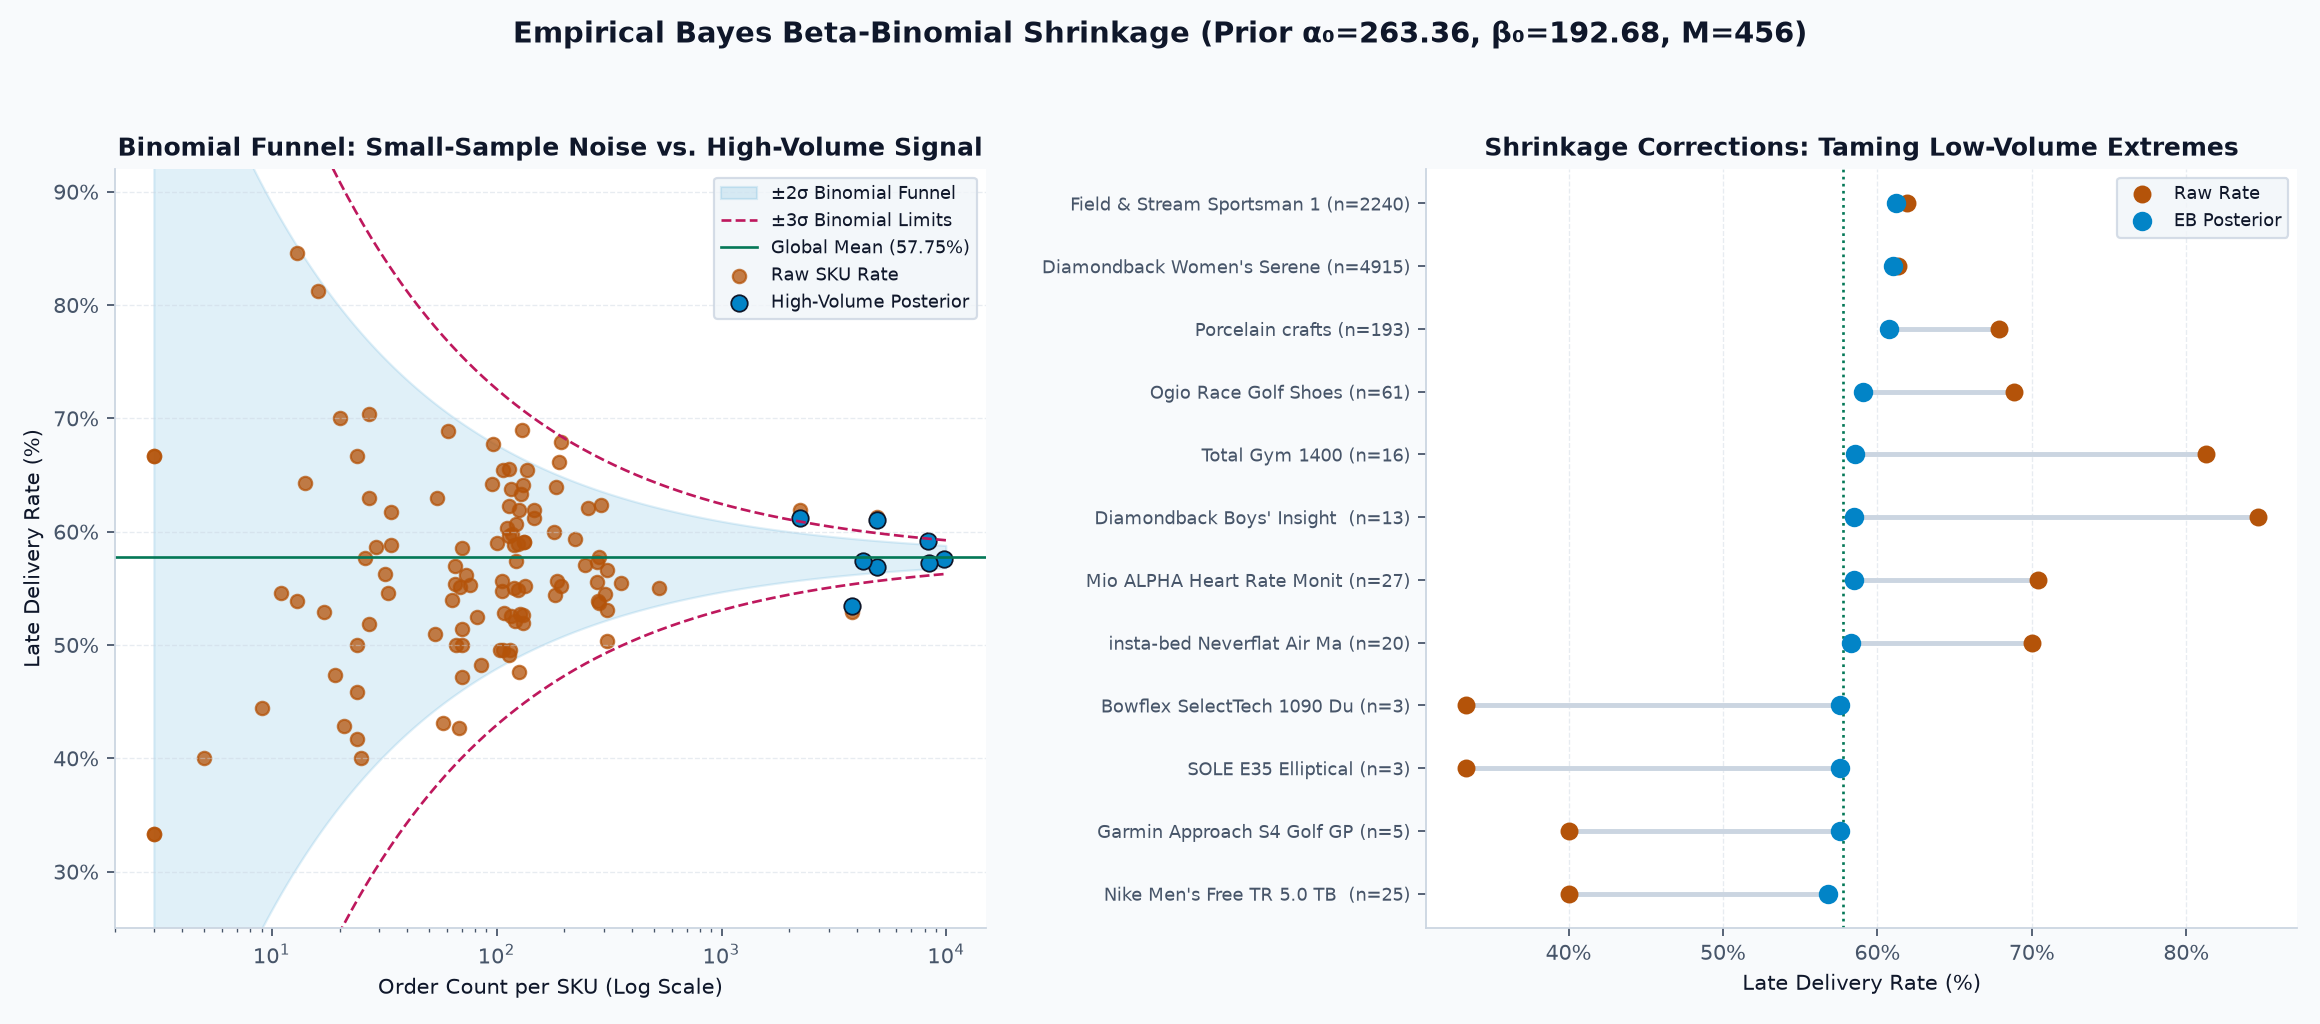 Empirical Bayes Beta-Binomial Shrinkage (Prior α₀=263.36, β₀=192.68, M=456)
Binomial Funnel: Small-Sample Noise vs. High-Volume Signal
90%
80%
70%
60%
50%
40%
30%
Late Delivery Rate (%)
±2σ Binomial Funnel
±3σ Binomial Limits
Global Mean (57.75%)
Raw SKU Rate
High-Volume Posterior
10¹
10²
10³
10⁴
Order Count per SKU (Log Scale)
Shrinkage Corrections: Taming Low-Volume Extremes
Raw Rate
EB Posterior
Field & Stream Sportsman 1 (n=2240)
Diamondback Women's Serene (n=4915)
Porcelain crafts (n=193)
Ogio Race Golf Shoes (n=61)
Total Gym 1400 (n=16)
Diamondback Boys' Insight  (n=13)
Mio ALPHA Heart Rate Monit (n=27)
insta-bed Neverflat Air Ma (n=20)
Bowflex SelectTech 1090 Du (n=3)
SOLE E35 Elliptical (n=3)
Garmin Approach S4 Golf GP (n=5)
Nike Men's Free TR 5.0 TB  (n=25)
40%
50%
60%
70%
80%
Late Delivery Rate (%)